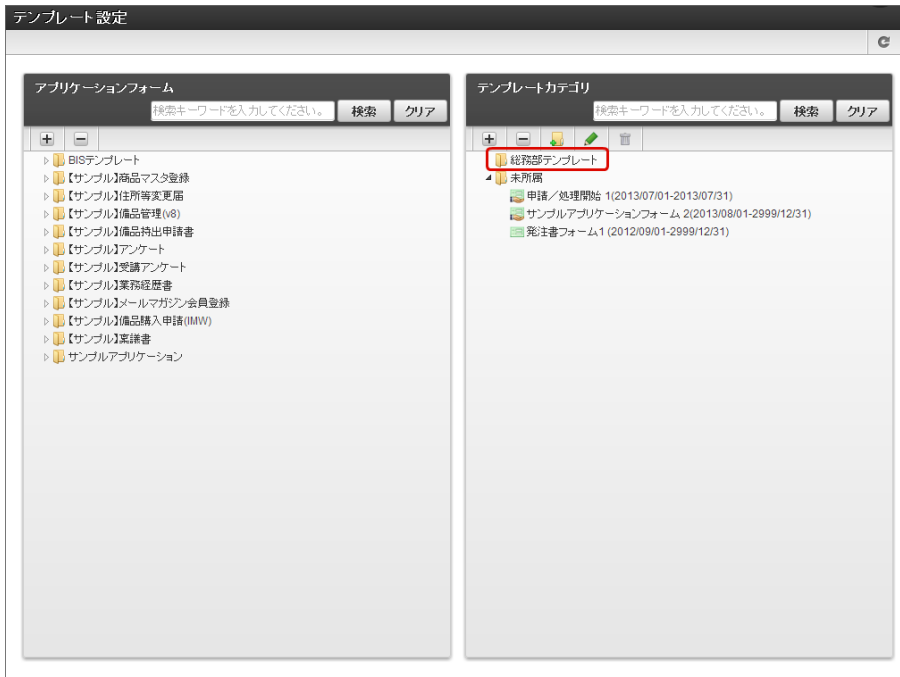 テンプレート設定
アプリケーションフォーム
検索キーワードを入力してください。 検索 クリア
BISテンプレート
【サンプル】商品マスタ登録
【サンプル】住所等変更届
【サンプル】備品管理(v8)
【サンプル】備品持出申請書
【サンプル】アンケート
【サンプル】受講アンケート
【サンプル】業務経歴書
【サンプル】メールマガジン会員登録
【サンプル】備品購入申請(IMW)
【サンプル】稟議書
サンプルアプリケーション
テンプレートカテゴリ
検索キーワードを入力してください。 検索 クリア
総務部テンプレート
未所属
申請／処理開始 1(2013/07/01-2013/07/31)
サンプルアプリケーションフォーム 2(2013/08/01-2999/12/31)
発注書フォーム1 (2012/09/01-2999/12/31)